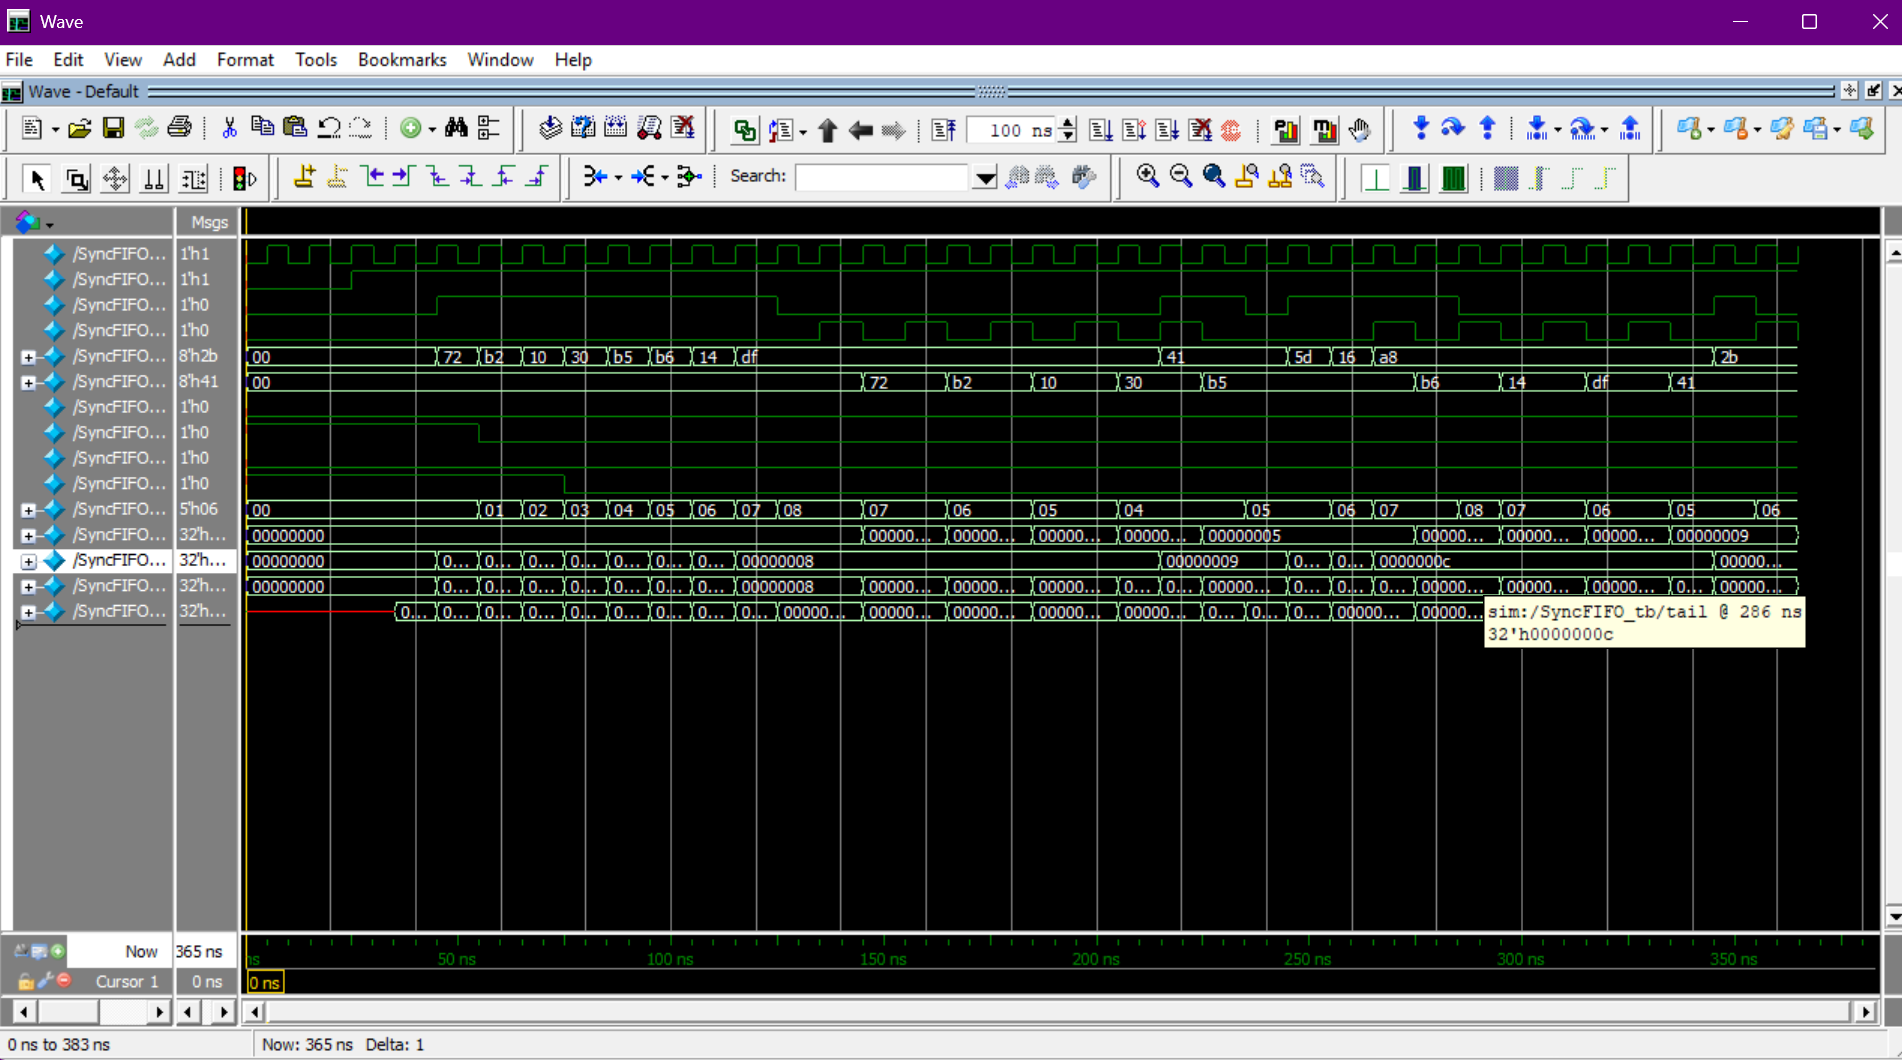 Wave
File Edit View Add Format Tools Bookmarks Window Help
Wave - Default
100 ns
Search:
Msgs
/SyncFIFO... 1'h1
/SyncFIFO... 1'h1
/SyncFIFO... 1'h0
/SyncFIFO... 1'h0
/SyncFIFO... 8'h2b 00 72 b2 10 30 b5 b6 14 df 41 5d 16 a8 2b
/SyncFIFO... 8'h41 00 72 b2 10 30 b5 b6 14 df 41
/SyncFIFO... 1'h0
/SyncFIFO... 1'h0
/SyncFIFO... 1'h0
/SyncFIFO... 1'h0
/SyncFIFO... 5'h06 00 01 02 03 04 05 06 07 08 07 06 05 04 05 06 07 08 07 06 05 06
/SyncFIFO... 32'h... 00000000 00000... 00000... 00000... 00000... 00000005 00000... 00000... 00000... 00000009
/SyncFIFO... 32'h... 00000000 0... 0... 0... 0... 0... 0... 0... 00000008 00000009 0... 0... 0000000c 00000...
/SyncFIFO... 32'h... 00000000 0... 0... 0... 0... 0... 0... 0... 00000008 00000... 00000... 00000... 0... 0... 00000... 0... 0... 0... 00000... 00000... 00000... 0... 00000...
/SyncFIFO... 32'h... 0... 0... 0... 0... 0... 0... 0... 0... 0... 00000... 00000... 00000... 00000... 00000... 0... 0... 0... 00000... 00000...
sim:/SyncFIFO_tb/tail @ 286 ns
32'h0000000c
Now 365 ns
ns 50 ns 100 ns 150 ns 200 ns 250 ns 300 ns 350 ns
Cursor 1 0 ns 0 ns
0 ns to 383 ns Now: 365 ns Delta: 1